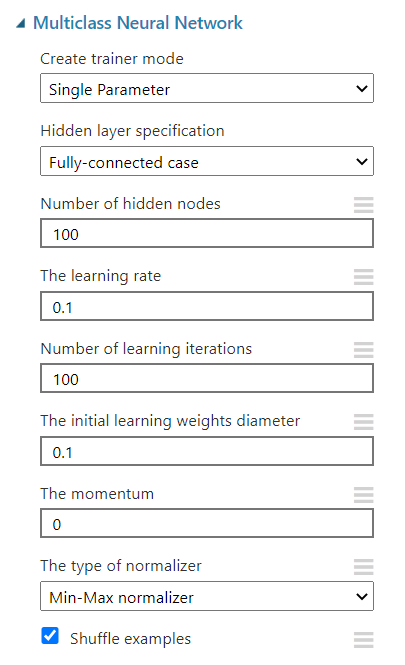 Multiclass Neural Network
Create trainer mode
Single Parameter
Hidden layer specification
Fully-connected case
Number of hidden nodes
100
The learning rate
0.1
Number of learning iterations
100
The initial learning weights diameter
0.1
The momentum
0
The type of normalizer
Min-Max normalizer
Shuffle examples